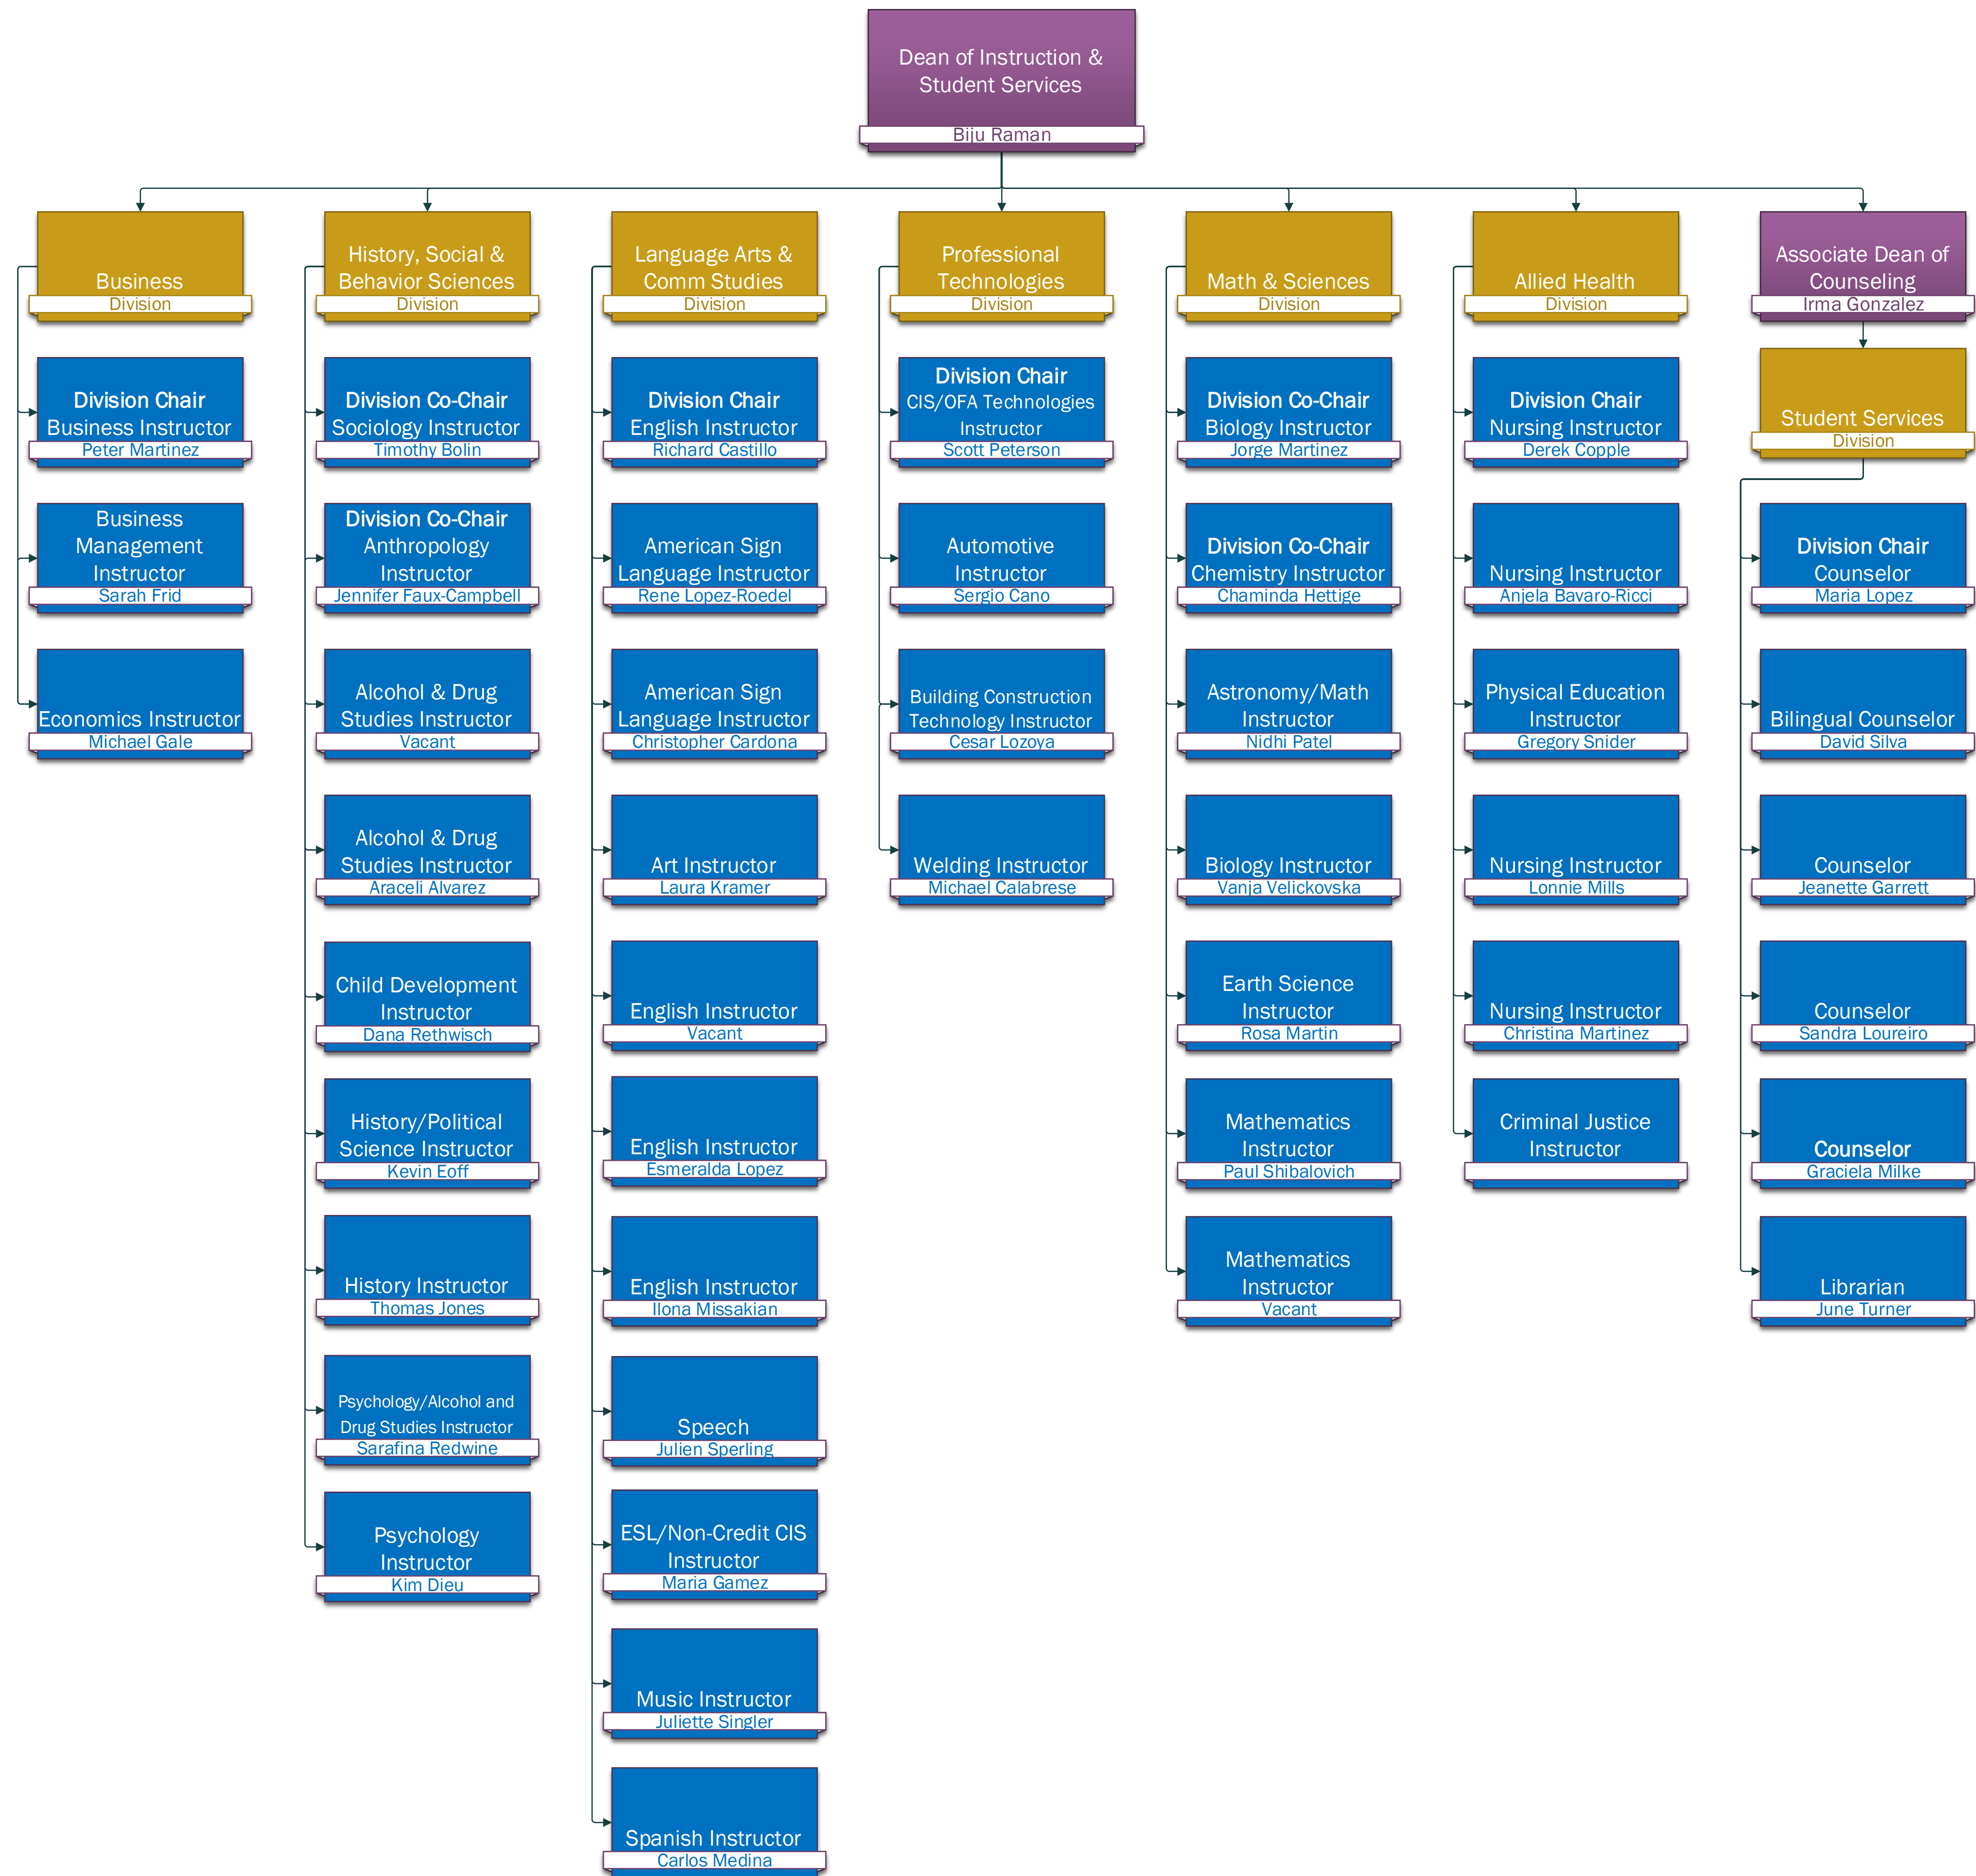 Dean of Instruction &
Student Services
Biju Raman
Business
Division
Division Chair
Business Instructor
Peter Martinez
Business
Management
Instructor
Sarah Frid
Economics Instructor
Michael Gale
History, Social &
Behavior Sciences
Division
Division Co-Chair
Sociology Instructor
Timothy Bolin
Division Co-Chair
Anthropology
Instructor
Jennifer Faux-Campbell
Alcohol & Drug
Studies Instructor
Vacant
Alcohol & Drug
Studies Instructor
Araceli Alvarez
Child Development
Instructor
Dana Rethwisch
History/Political
Science Instructor
Kevin Eoff
History Instructor
Thomas Jones
Psychology/Alcohol and
Drug Studies Instructor
Sarafina Redwine
Psychology
Instructor
Kim Dieu
Language Arts &
Comm Studies
Division
Division Chair
English Instructor
Richard Castillo
American Sign
Language Instructor
Rene Lopez-Roedel
American Sign
Language Instructor
Christopher Cardona
Art Instructor
Laura Kramer
English Instructor
Vacant
English Instructor
Esmeralda Lopez
English Instructor
Ilona Missakian
Speech
Julien Sperling
ESL/Non-Credit CIS
Instructor
Maria Gamez
Music Instructor
Juliette Singler
Spanish Instructor
Carlos Medina
Professional
Technologies
Division
Division Chair
CIS/OFA Technologies
Instructor
Scott Peterson
Automotive
Instructor
Sergio Cano
Building Construction
Technology Instructor
Cesar Lozoya
Welding Instructor
Michael Calabrese
Math & Sciences
Division
Division Co-Chair
Biology Instructor
Jorge Martinez
Division Co-Chair
Chemistry Instructor
Chaminda Hettige
Astronomy/Math
Instructor
Nidhi Patel
Biology Instructor
Vanja Velickovska
Earth Science
Instructor
Rosa Martin
Mathematics
Instructor
Paul Shibalovich
Mathematics
Instructor
Vacant
Allied Health
Division
Division Chair
Nursing Instructor
Derek Copple
Nursing Instructor
Anjela Bavaro-Ricci
Physical Education
Instructor
Gregory Snider
Nursing Instructor
Lonnie Mills
Nursing Instructor
Christina Martinez
Criminal Justice
Instructor
Associate Dean of
Counseling
Irma Gonzalez
Student Services
Division
Division Chair
Counselor
Maria Lopez
Bilingual Counselor
David Silva
Counselor
Jeanette Garrett
Counselor
Sandra Loureiro
Counselor
Graciela Milke
Librarian
June Turner